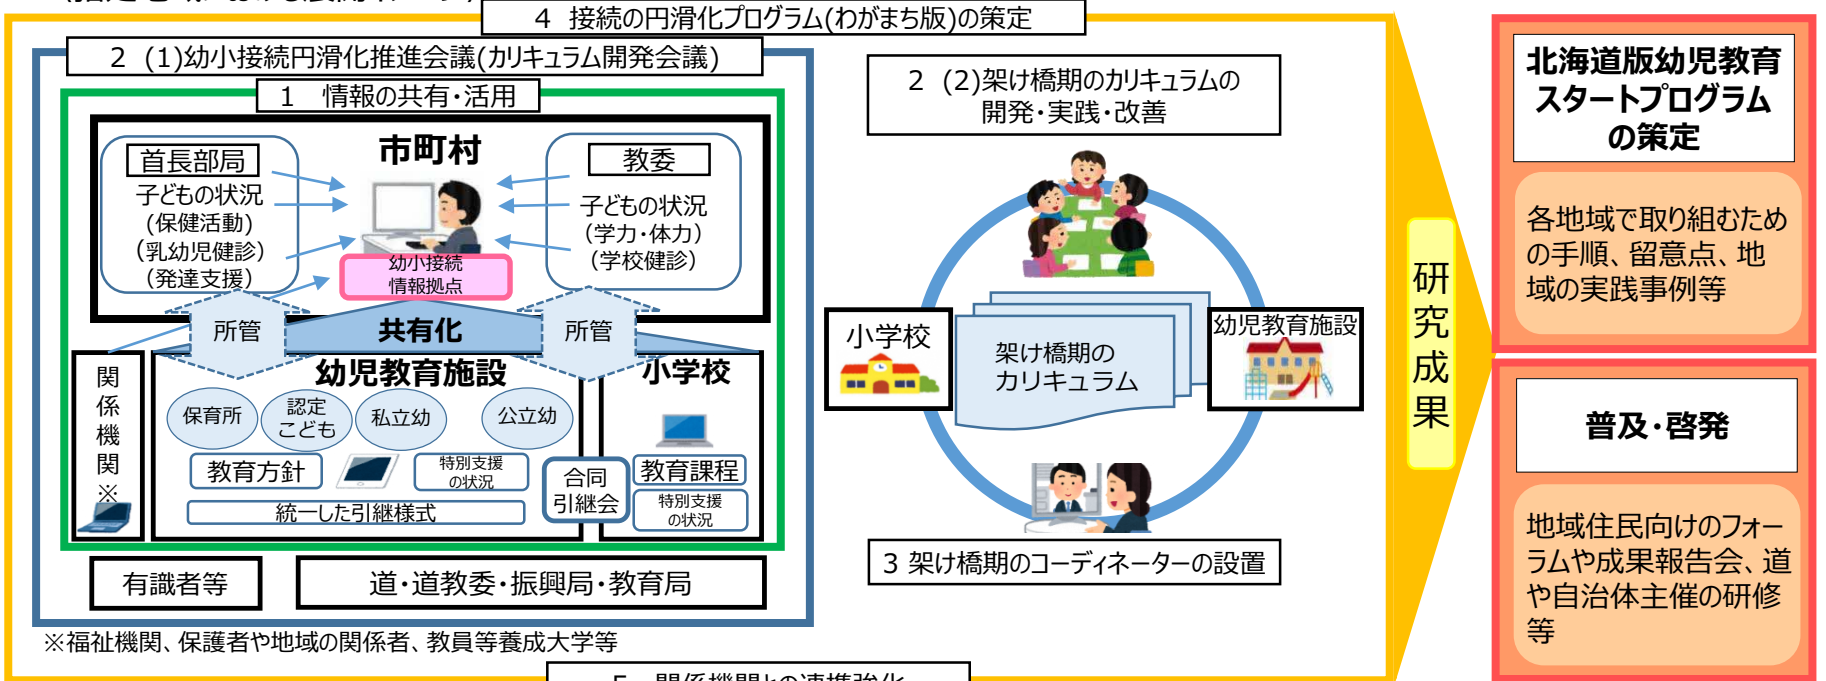 4 接続の円滑化プログラム(わがまち版)の策定
2 (1)幼小接続円滑化推進会議(カリキュラム開発会議)
1 情報の共有・活用
市町村
首長部局
子どもの状況
(保健活動)
(乳幼児健診)
(発達支援)
教委
子どもの状況
(学力・体力)
(学校健診)
幼小接続
情報拠点
所管
共有化
所管
関係機関※
幼児教育施設
保育所
認定
こども
私立幼
公立幼
教育方針
特別支援
の状況
統一した引継様式
合同
引継会
小学校
教育課程
特別支援
の状況
有識者等
道・道教委・振興局・教育局
※福祉機関、保護者や地域の関係者、教員等養成大学等
2 (2)架け橋期のカリキュラムの
開発・実践・改善
小学校
架け橋期の
カリキュラム
幼児教育施設
3 架け橋期のコーディネーターの設置
5 関係機関との連携強化
研究成果
北海道版幼児教育
スタートプログラム
の策定
各地域で取り組むため
の手順、留意点、地
域の実践事例等
普及・啓発
地域住民向けのフォー
ラムや成果報告会、道
や自治体主催の研修
等